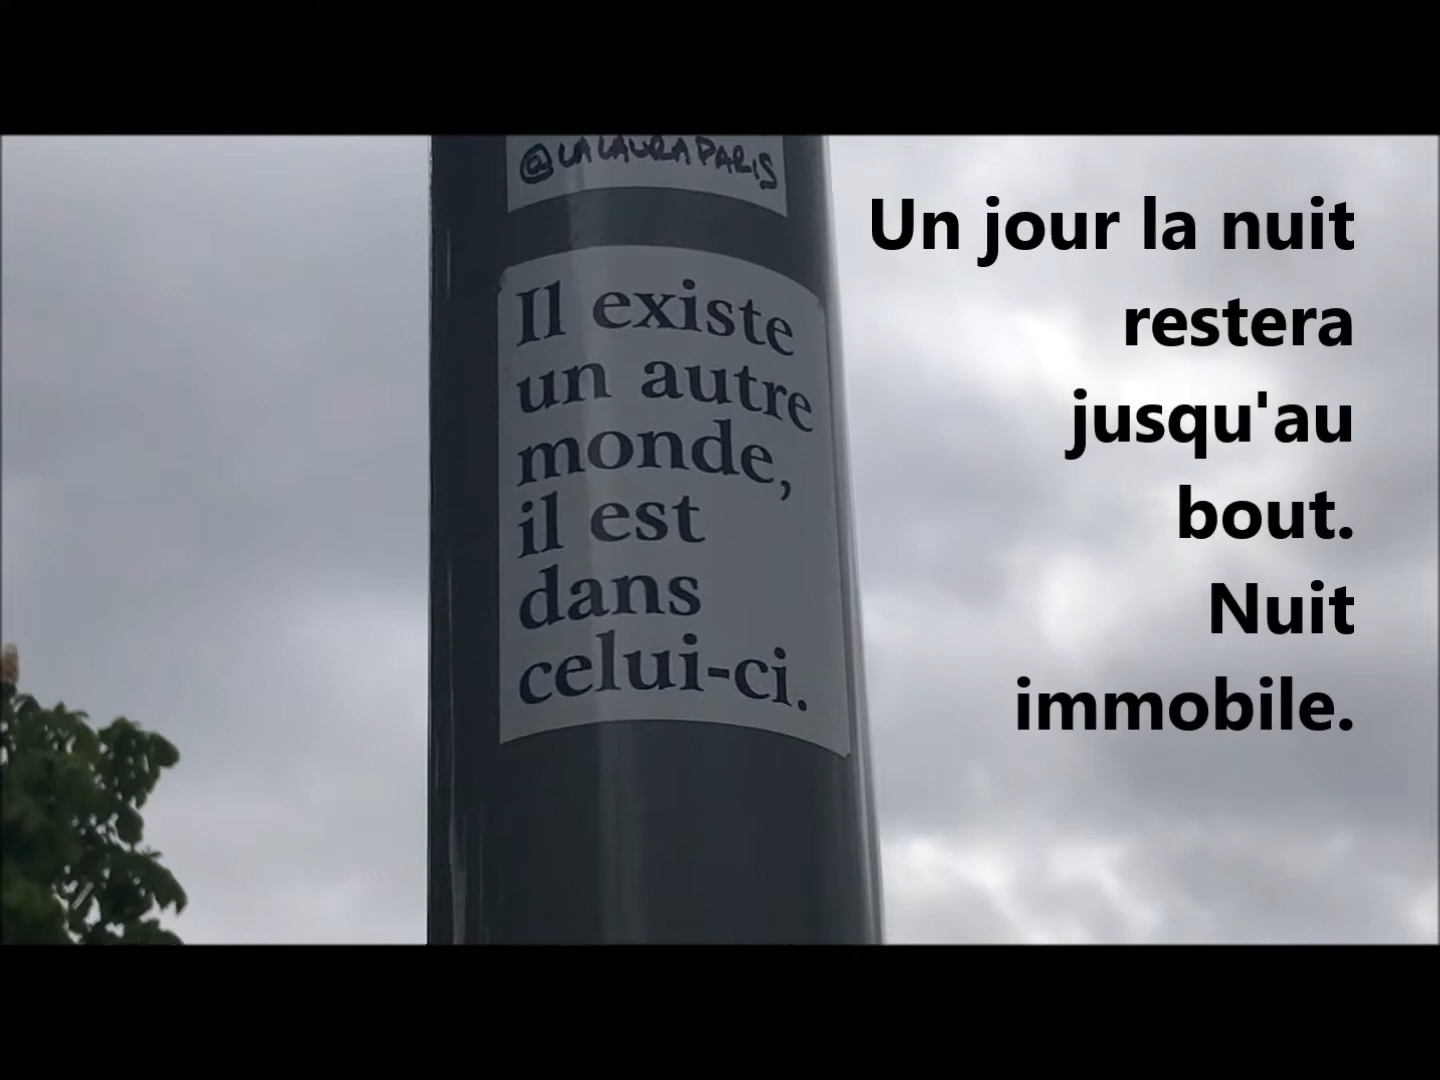 @LALAURAPARIS
Il existe
un autre
monde,
il est
dans
celui-ci.
Un jour la nuit
restera
jusqu'au
bout.
Nuit
immobile.